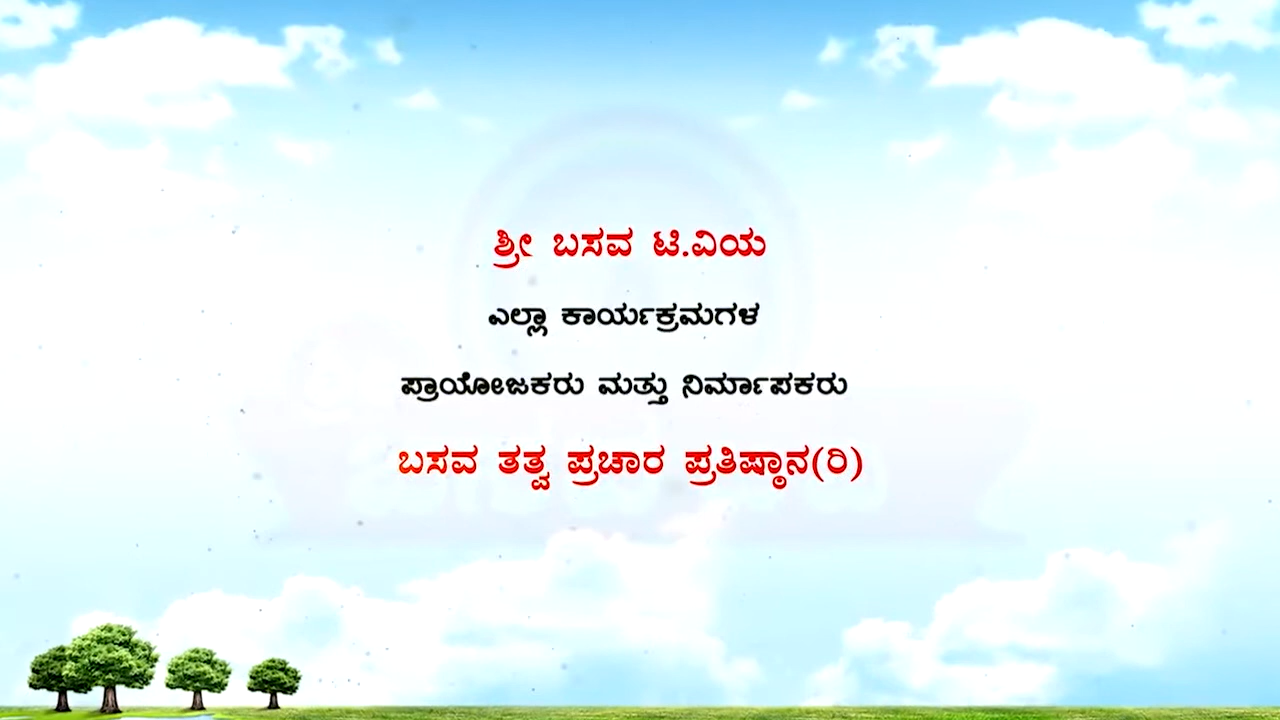 ಶ್ರೀ ಬಸವ ಟಿ.ವಿಯ
ಎಲ್ಲಾ ಕಾರ್ಯಕ್ರಮಗಳ
ಪ್ರಾಯೋಜಕರು ಮತ್ತು ನಿರ್ಮಾಪಕರು
ಬಸವ ತತ್ವ ಪ್ರಚಾರ ಪ್ರತಿಷ್ಠಾನ(ರಿ)